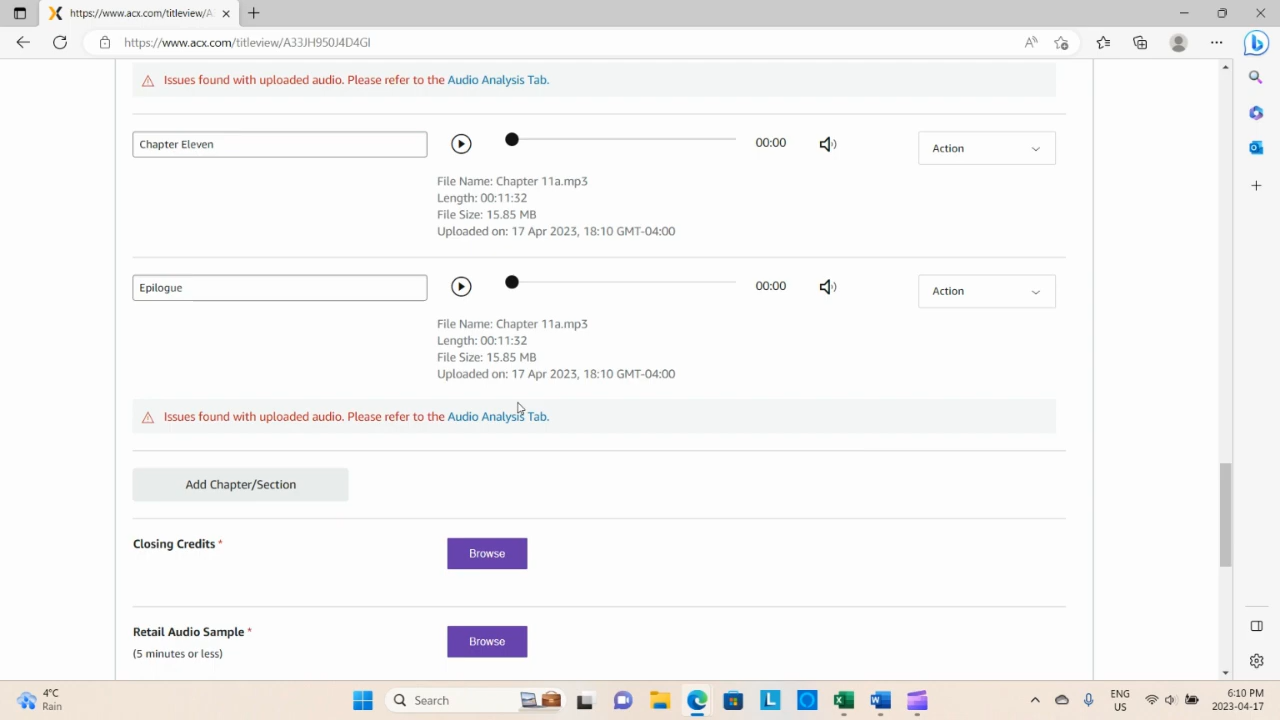 https://www.acx.com/titleview/A
https://www.acx.com/titleview/A33JH950J4D4GI
Issues found with uploaded audio. Please refer to the Audio Analysis Tab.
Chapter Eleven
00:00
Action
File Name: Chapter 11a.mp3
Length: 00:11:32
File Size: 15.85 MB
Uploaded on: 17 Apr 2023, 18:10 GMT-04:00
Epilogue
00:00
Action
File Name: Chapter 11a.mp3
Length: 00:11:32
File Size: 15.85 MB
Uploaded on: 17 Apr 2023, 18:10 GMT-04:00
Issues found with uploaded audio. Please refer to the Audio Analysis Tab.
Add Chapter/Section
Closing Credits *
Browse
Retail Audio Sample *
Browse
(5 minutes or less)
4°C
Rain
Search
ENG
US
6:10 PM
2023-04-17